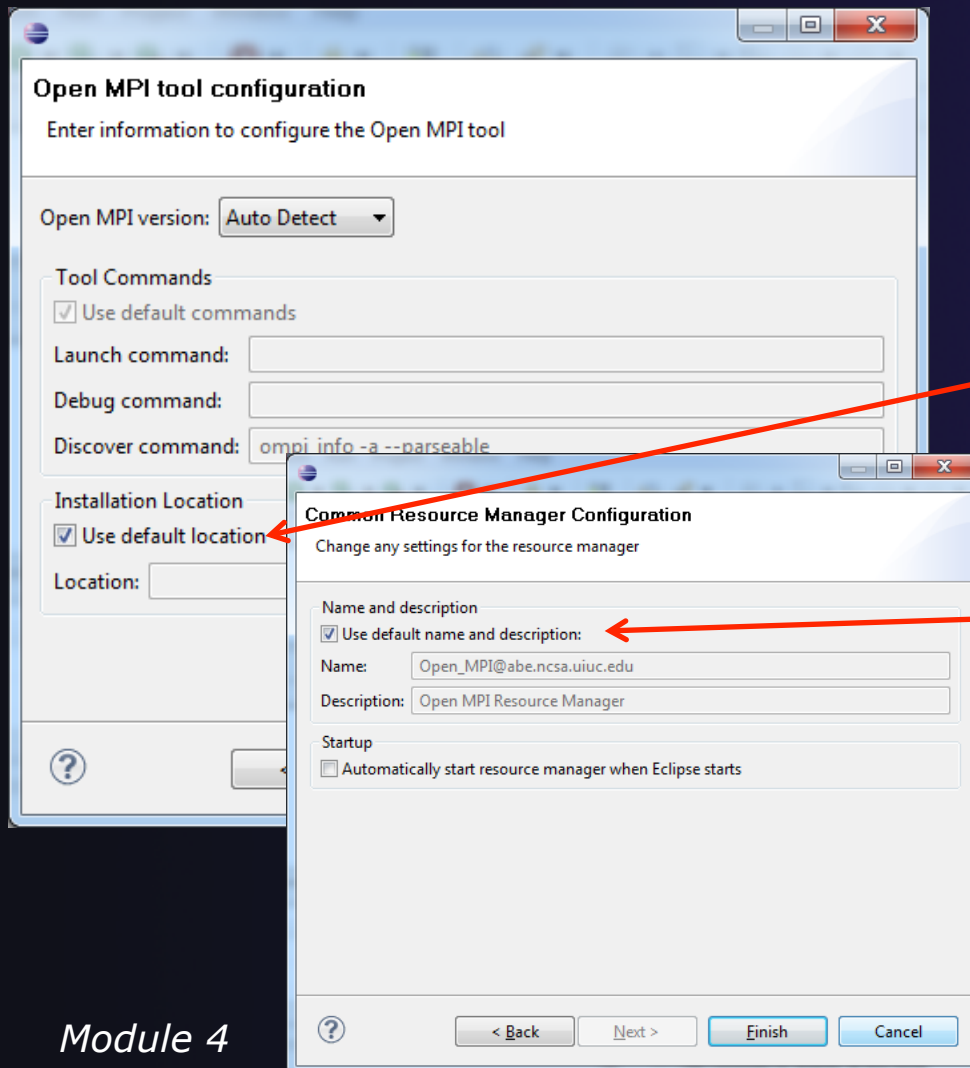 Open MPI tool configuration
Enter information to configure the Open MPI tool
Open MPI version: Auto Detect
Tool Commands
Use default commands
Launch command:
Debug command:
Discover command: ompi_info -a --parseable
Installation Location
Use default location
Location:
<
Common Resource Manager Configuration
Change any settings for the resource manager
Name and description
Use default name and description:
Name: Open_MPI@abe.ncsa.uiuc.edu
Description: Open MPI Resource Manager
Startup
Automatically start resource manager when Eclipse starts
< Back Next > Finish Cancel
Module 4